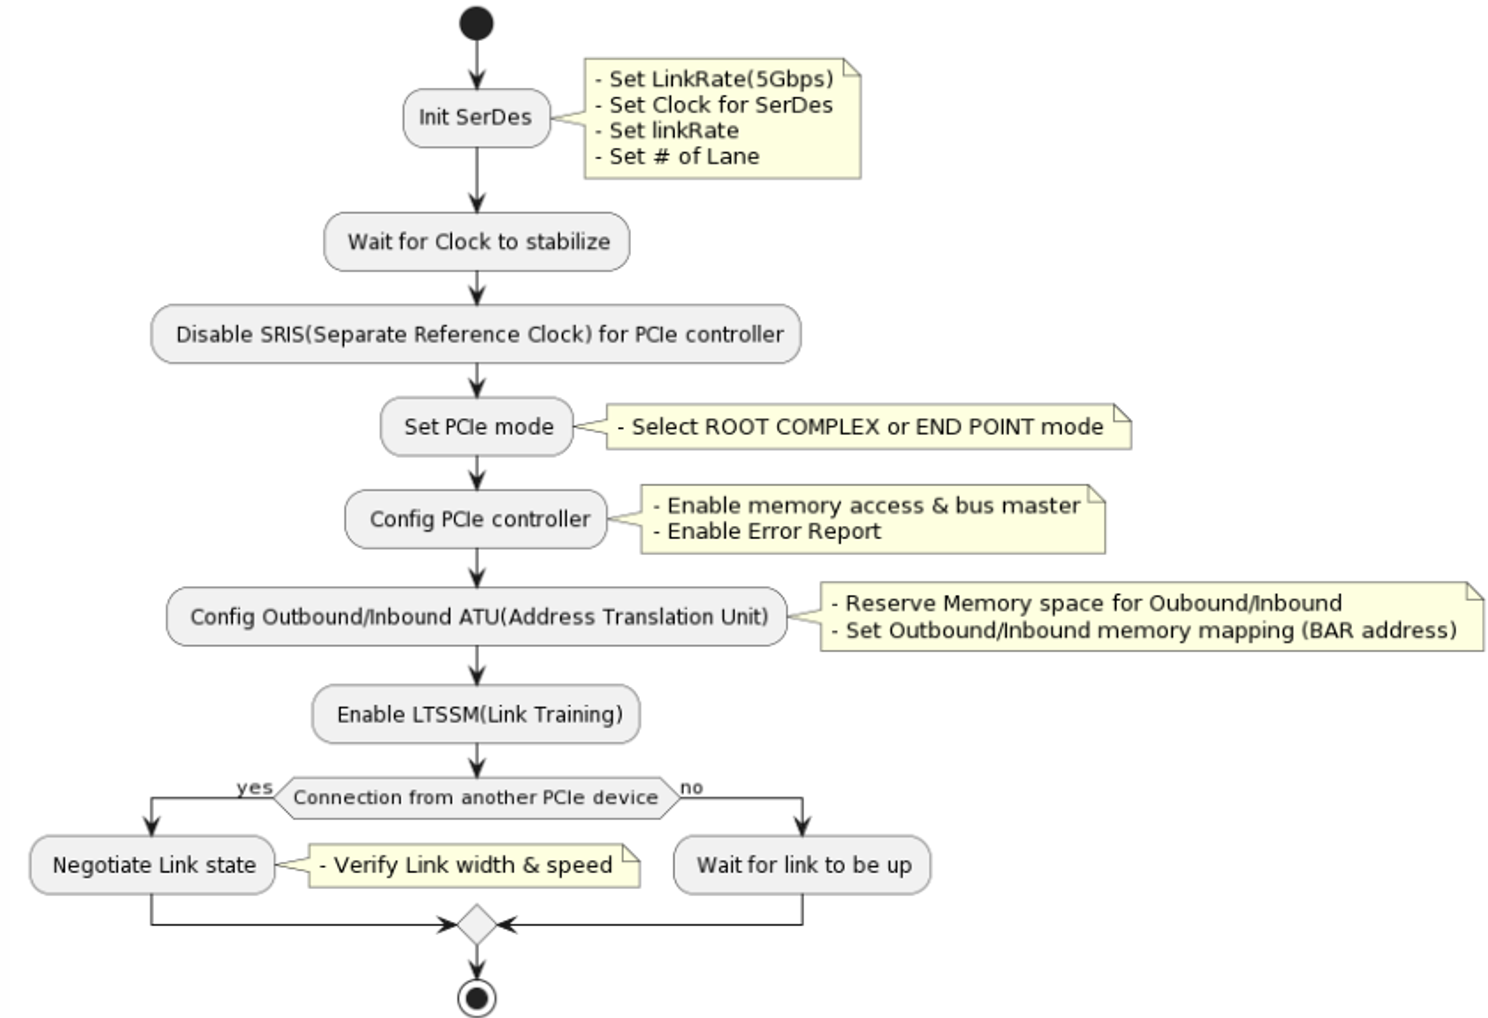 Init SerDes
- Set LinkRate(5Gbps)
- Set Clock for SerDes
- Set linkRate
- Set # of Lane
Wait for Clock to stabilize
Disable SRIS(Separate Reference Clock) for PCIe controller
Set PCIe mode
- Select ROOT COMPLEX or END POINT mode
Config PCIe controller
- Enable memory access & bus master
- Enable Error Report
Config Outbound/Inbound ATU(Address Translation Unit)
- Reserve Memory space for Oubound/Inbound
- Set Outbound/Inbound memory mapping (BAR address)
Enable LTSSM(Link Training)
yes
Connection from another PCIe device
no
Negotiate Link state
- Verify Link width & speed
Wait for link to be up